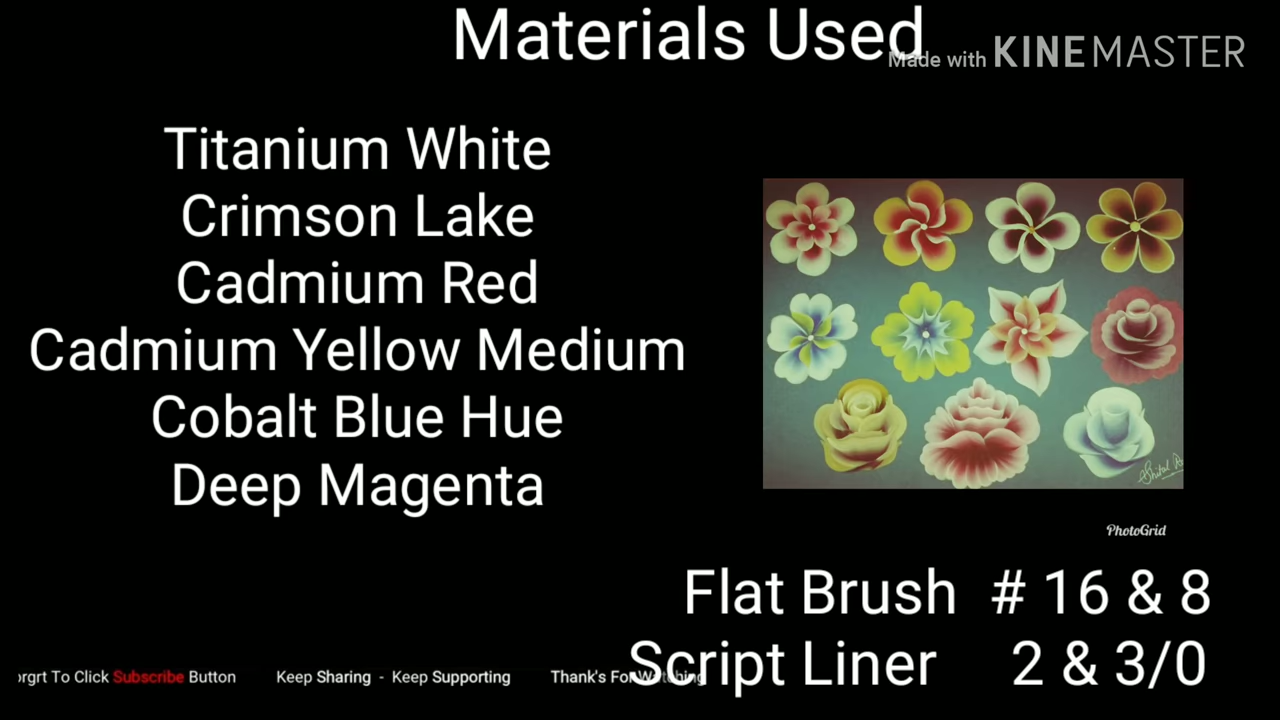 Materials Used
Made with KINEMASTER
Titanium White
Crimson Lake
Cadmium Red
Cadmium Yellow Medium
Cobalt Blue Hue
Deep Magenta
PhotoGrid
Flat Brush # 16 & 8
Script Liner 2 & 3/0
orgrt To Click Subscribe Button Keep Sharing - Keep Supporting Thank's For Watching